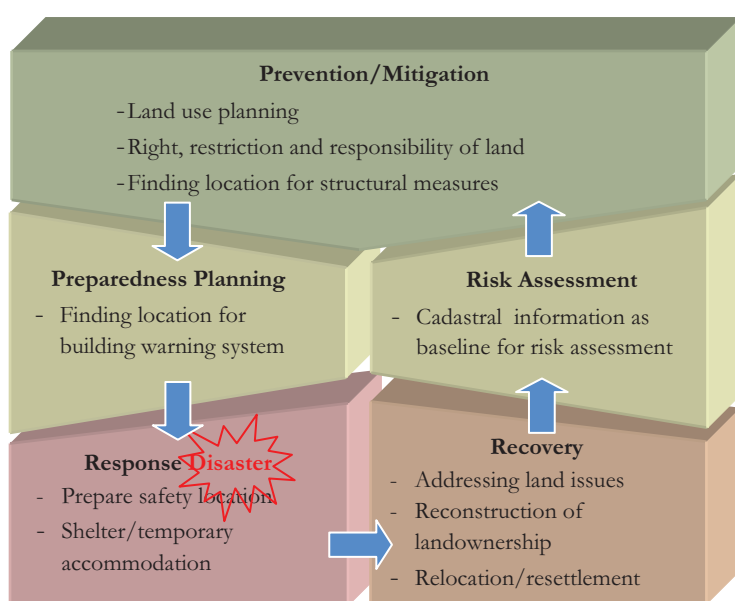 Prevention/Mitigation
-Land use planning
-Right, restriction and responsibility of land
-Finding location for structural measures
Preparedness Planning
- Finding location for
building warning system
Risk Assessment
- Cadastral information as
baseline for risk assessment
Response Disaster
- Prepare safety location
- Shelter/temporary
accommodation
Recovery
- Addressing land issues
- Reconstruction of
landownership
- Relocation/resettlement